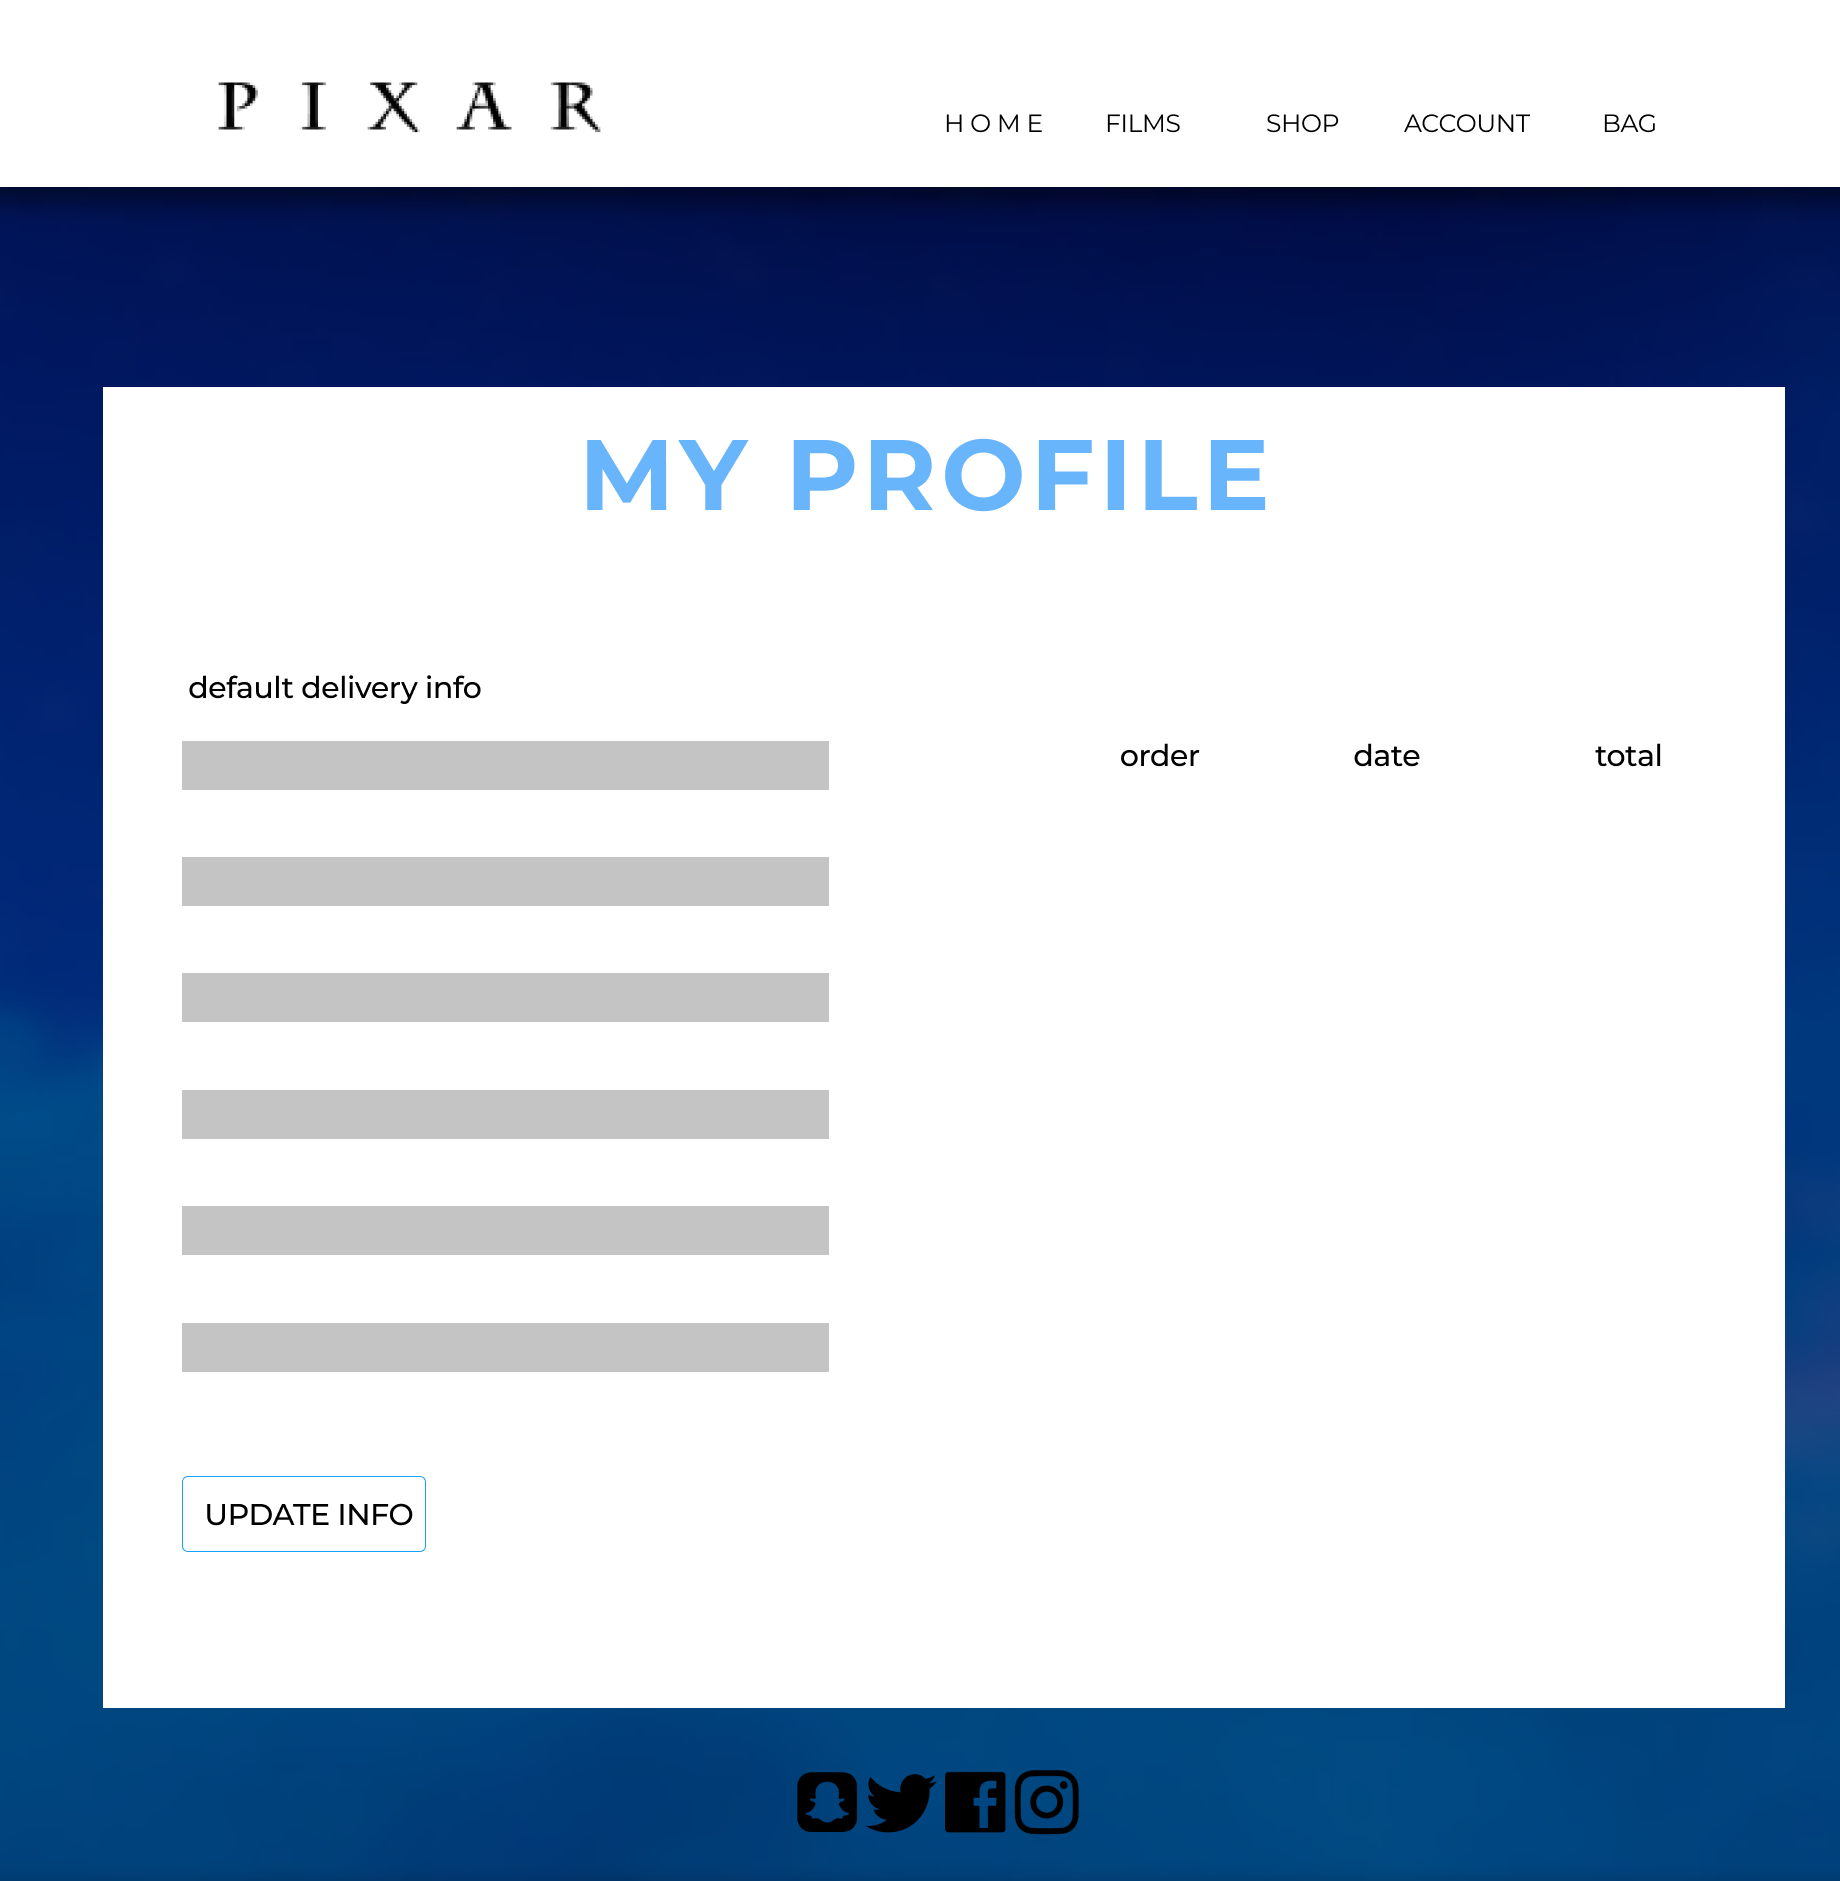 P I X A R
H O M E FILMS SHOP ACCOUNT BAG
MY PROFILE
default delivery info
order date total
UPDATE INFO